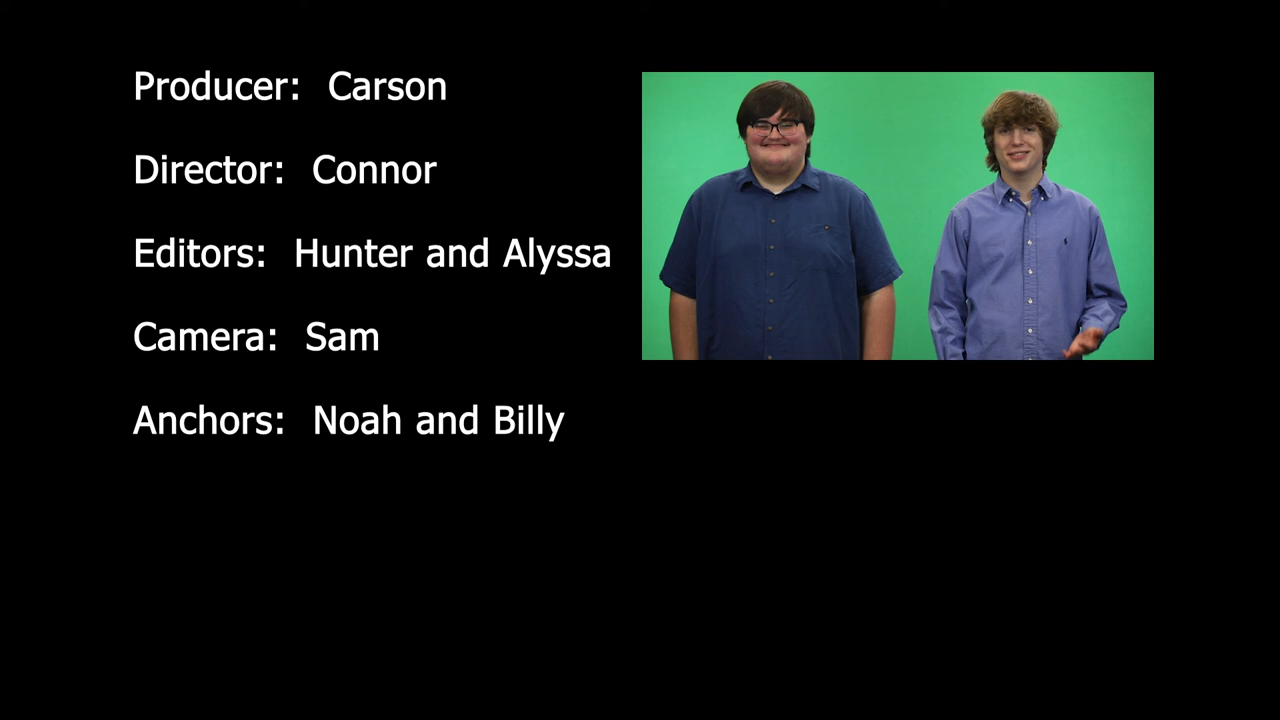 Producer:  Carson
Director:  Connor
Editors:  Hunter and Alyssa
Camera:  Sam
Anchors:  Noah and Billy